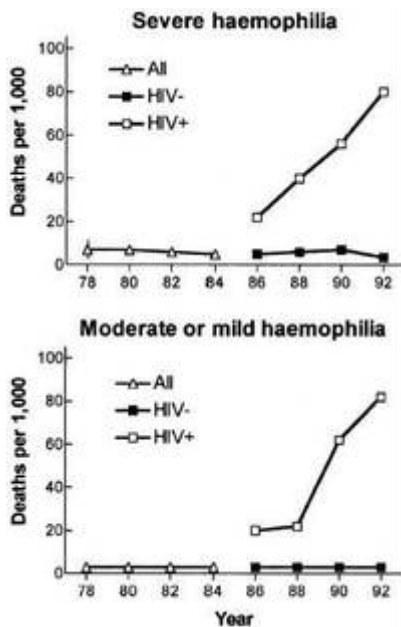 Severe haemophilia
Deaths per 1,000
100
80
60
40
20
0
All
HIV-
HIV+
78 80 82 84 86 88 90 92
Moderate or mild haemophilia
Deaths per 1,000
100
80
60
40
20
0
All
HIV-
HIV+
78 80 82 84 86 88 90 92
Year